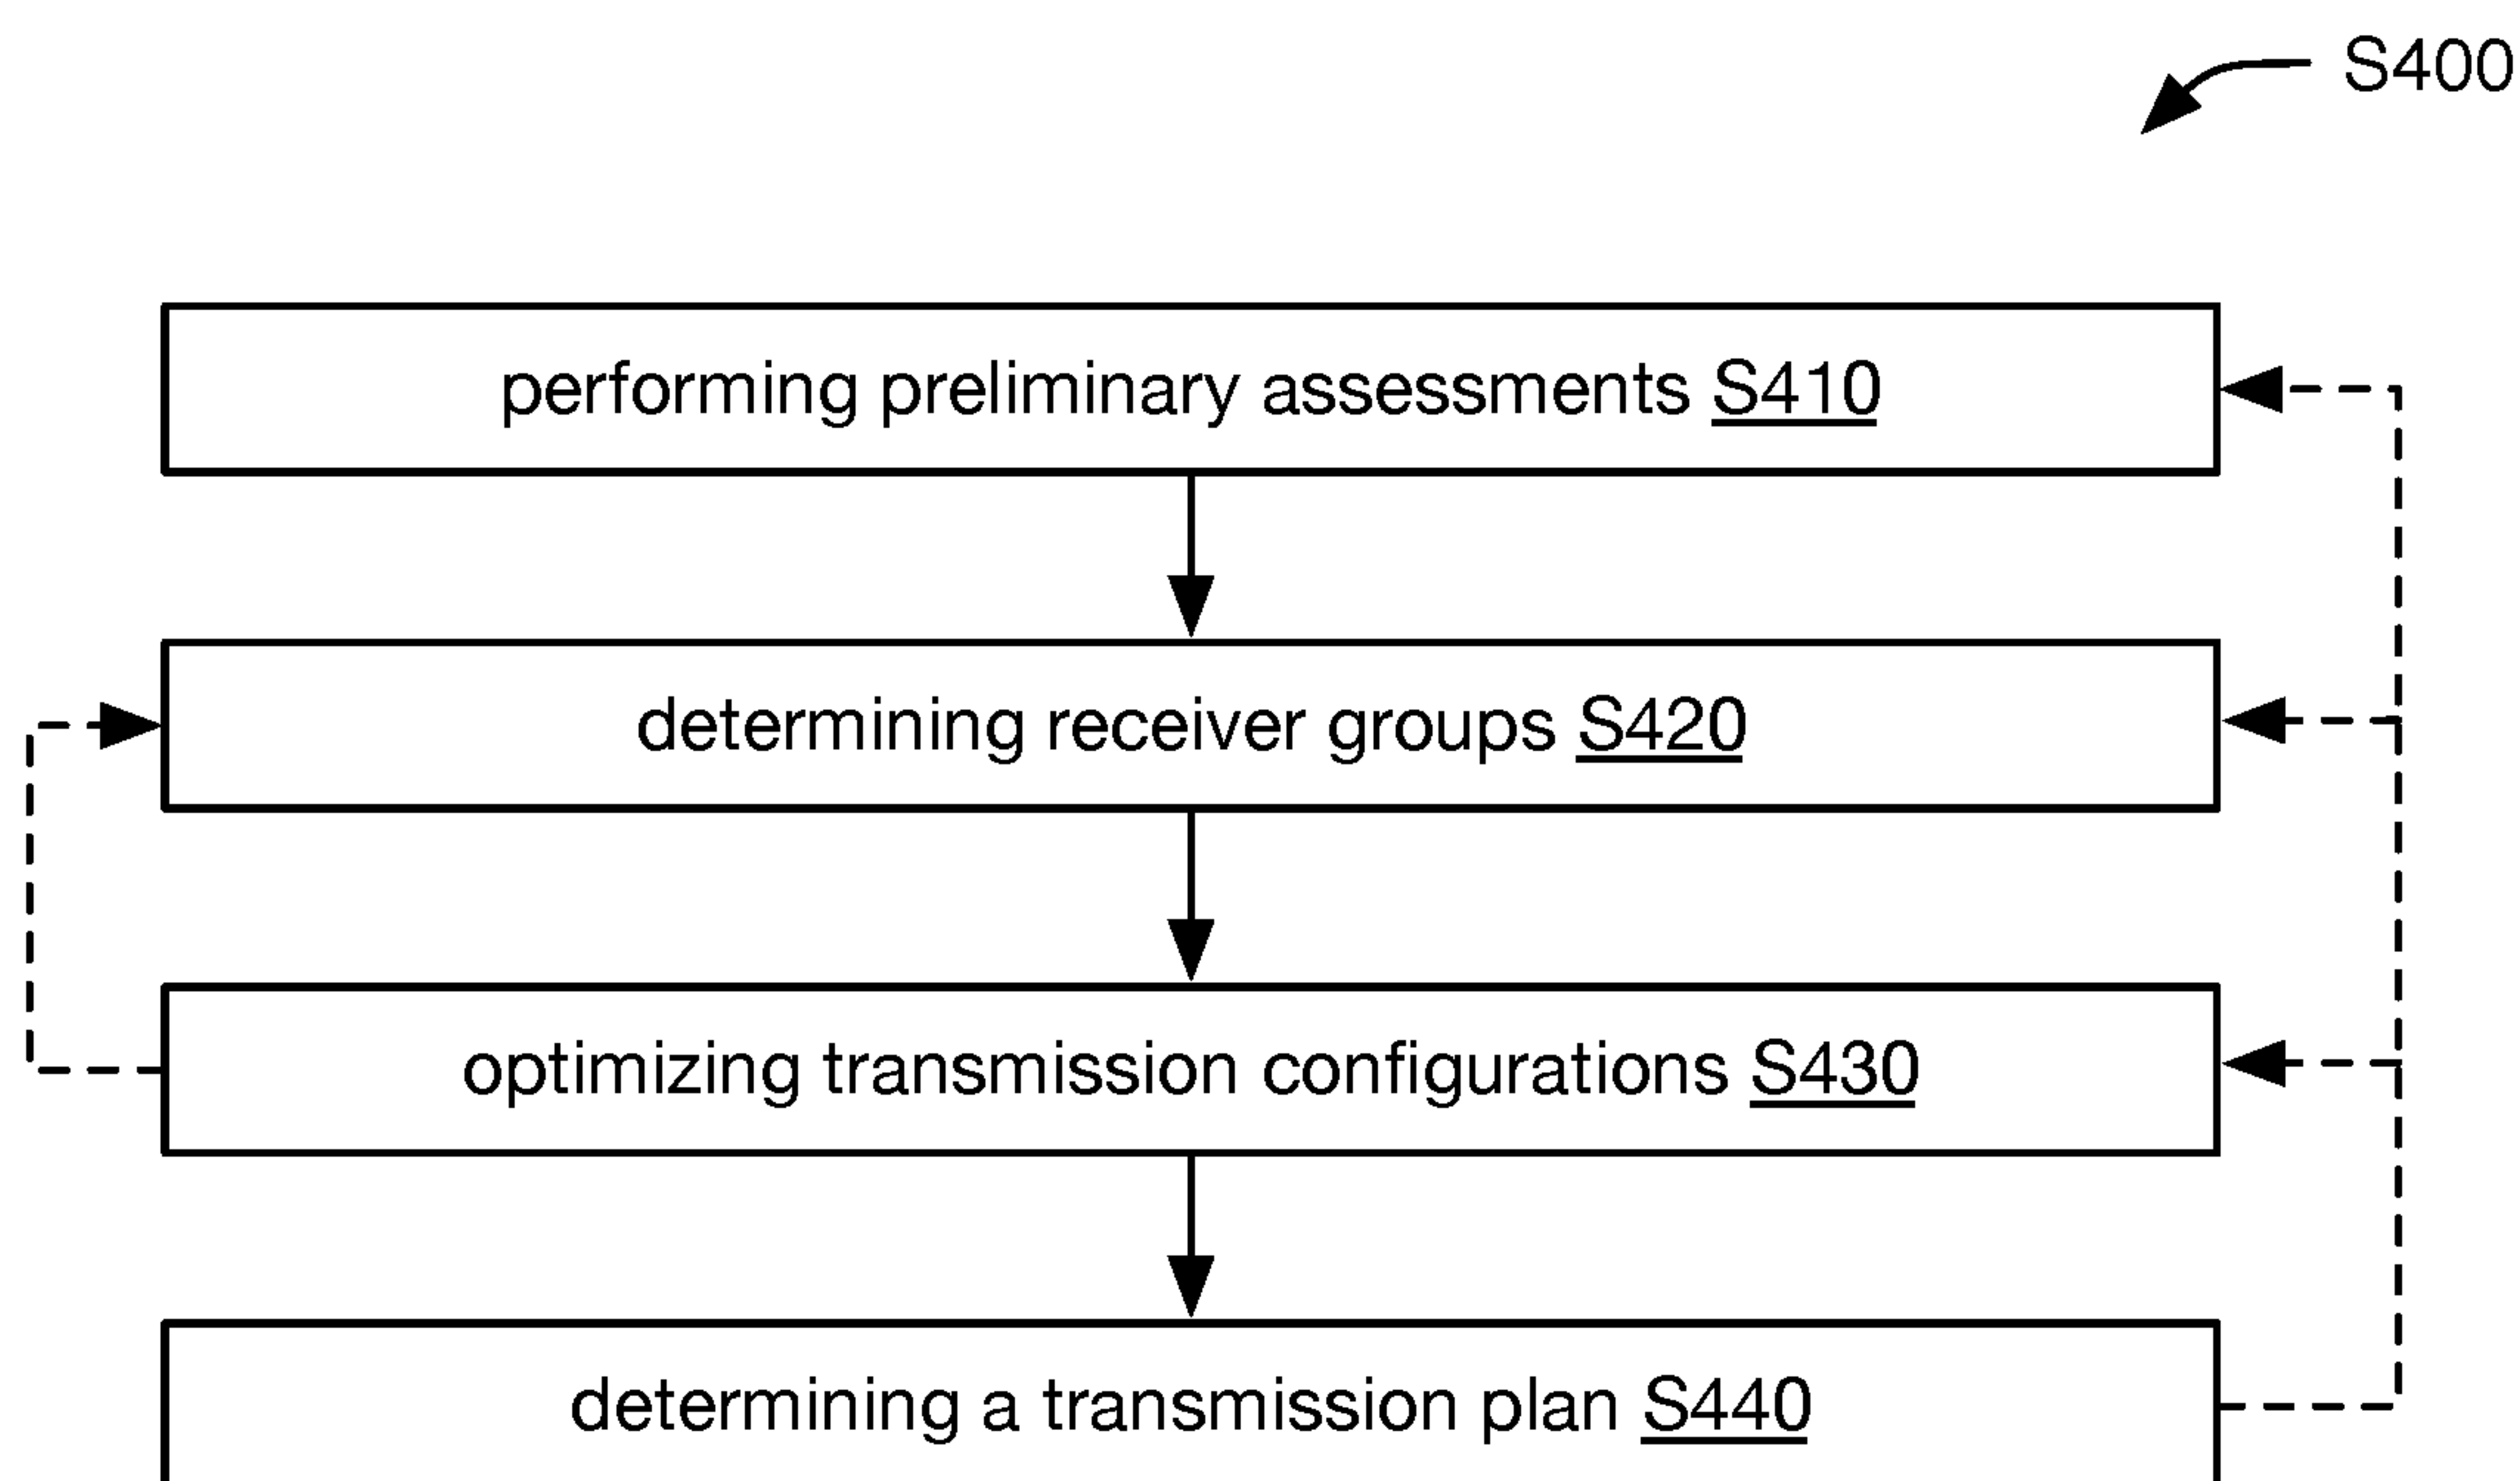 S400
performing preliminary assessments S410
determining receiver groups S420
optimizing transmission configurations S430
determining a transmission plan S440